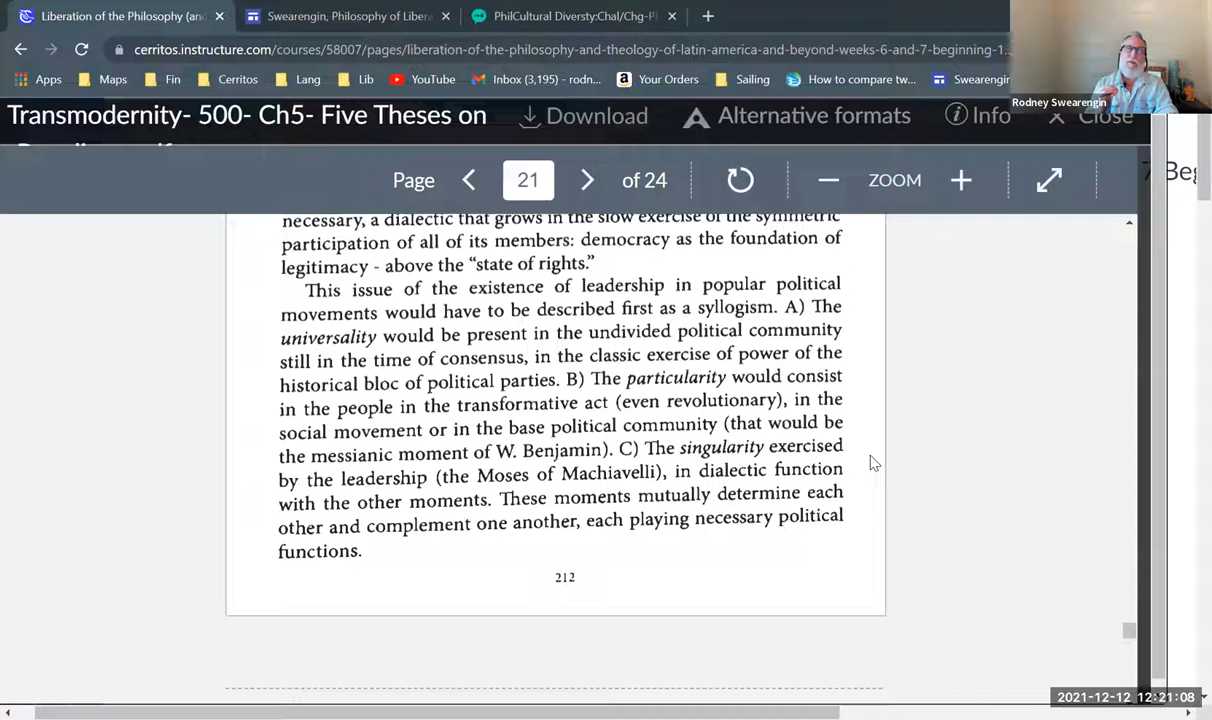 Liberation of the Philosophy (and
Swearengin, Philosophy of Libera
PhilCultural Diversty:Chal/Chg-P
cerritos.instructure.com/courses/58007/pages/liberation-of-the-philosophy-and-theology-of-latin-america-and-beyond-weeks-6-and-7-beginning-1...
Apps Maps Fin Cerritos Lang Lib YouTube Inbox (3,195) - rodn... Your Orders Sailing How to compare tw... Swearengin
Rodney Swearengin
Transmodernity- 500- Ch5- Five Theses on Download Alternative formats Info Close
Page 21 of 24 ZOOM
7 Beg
necessary, a dialectic that grows in the slow exercise of the symmetric
participation of all of its members: democracy as the foundation of
legitimacy - above the “state of rights.”
This issue of the existence of leadership in popular political
movements would have to be described first as a syllogism. A) The
universality would be present in the undivided political community
still in the time of consensus, in the classic exercise of power of the
historical bloc of political parties. B) The particularity would consist
in the people in the transformative act (even revolutionary), in the
social movement or in the base political community (that would be
the messianic moment of W. Benjamin). C) The singularity exercised
by the leadership (the Moses of Machiavelli), in dialectic function
with the other moments. These moments mutually determine each
other and complement one another, each playing necessary political
functions.
212
2021-12-12 12:21:08